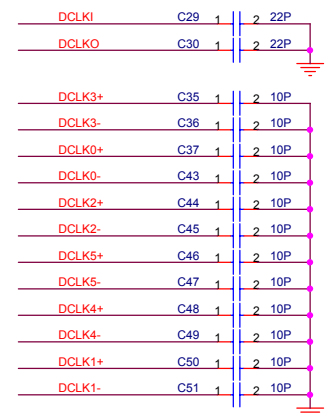 DCLKI C29 1 2 22P
DCLKO C30 1 2 22P
DCLK3+ C35 1 2 10P
DCLK3- C36 1 2 10P
DCLK0+ C37 1 2 10P
DCLK0- C43 1 2 10P
DCLK2+ C44 1 2 10P
DCLK2- C45 1 2 10P
DCLK5+ C46 1 2 10P
DCLK5- C47 1 2 10P
DCLK4+ C48 1 2 10P
DCLK4- C49 1 2 10P
DCLK1+ C50 1 2 10P
DCLK1- C51 1 2 10P